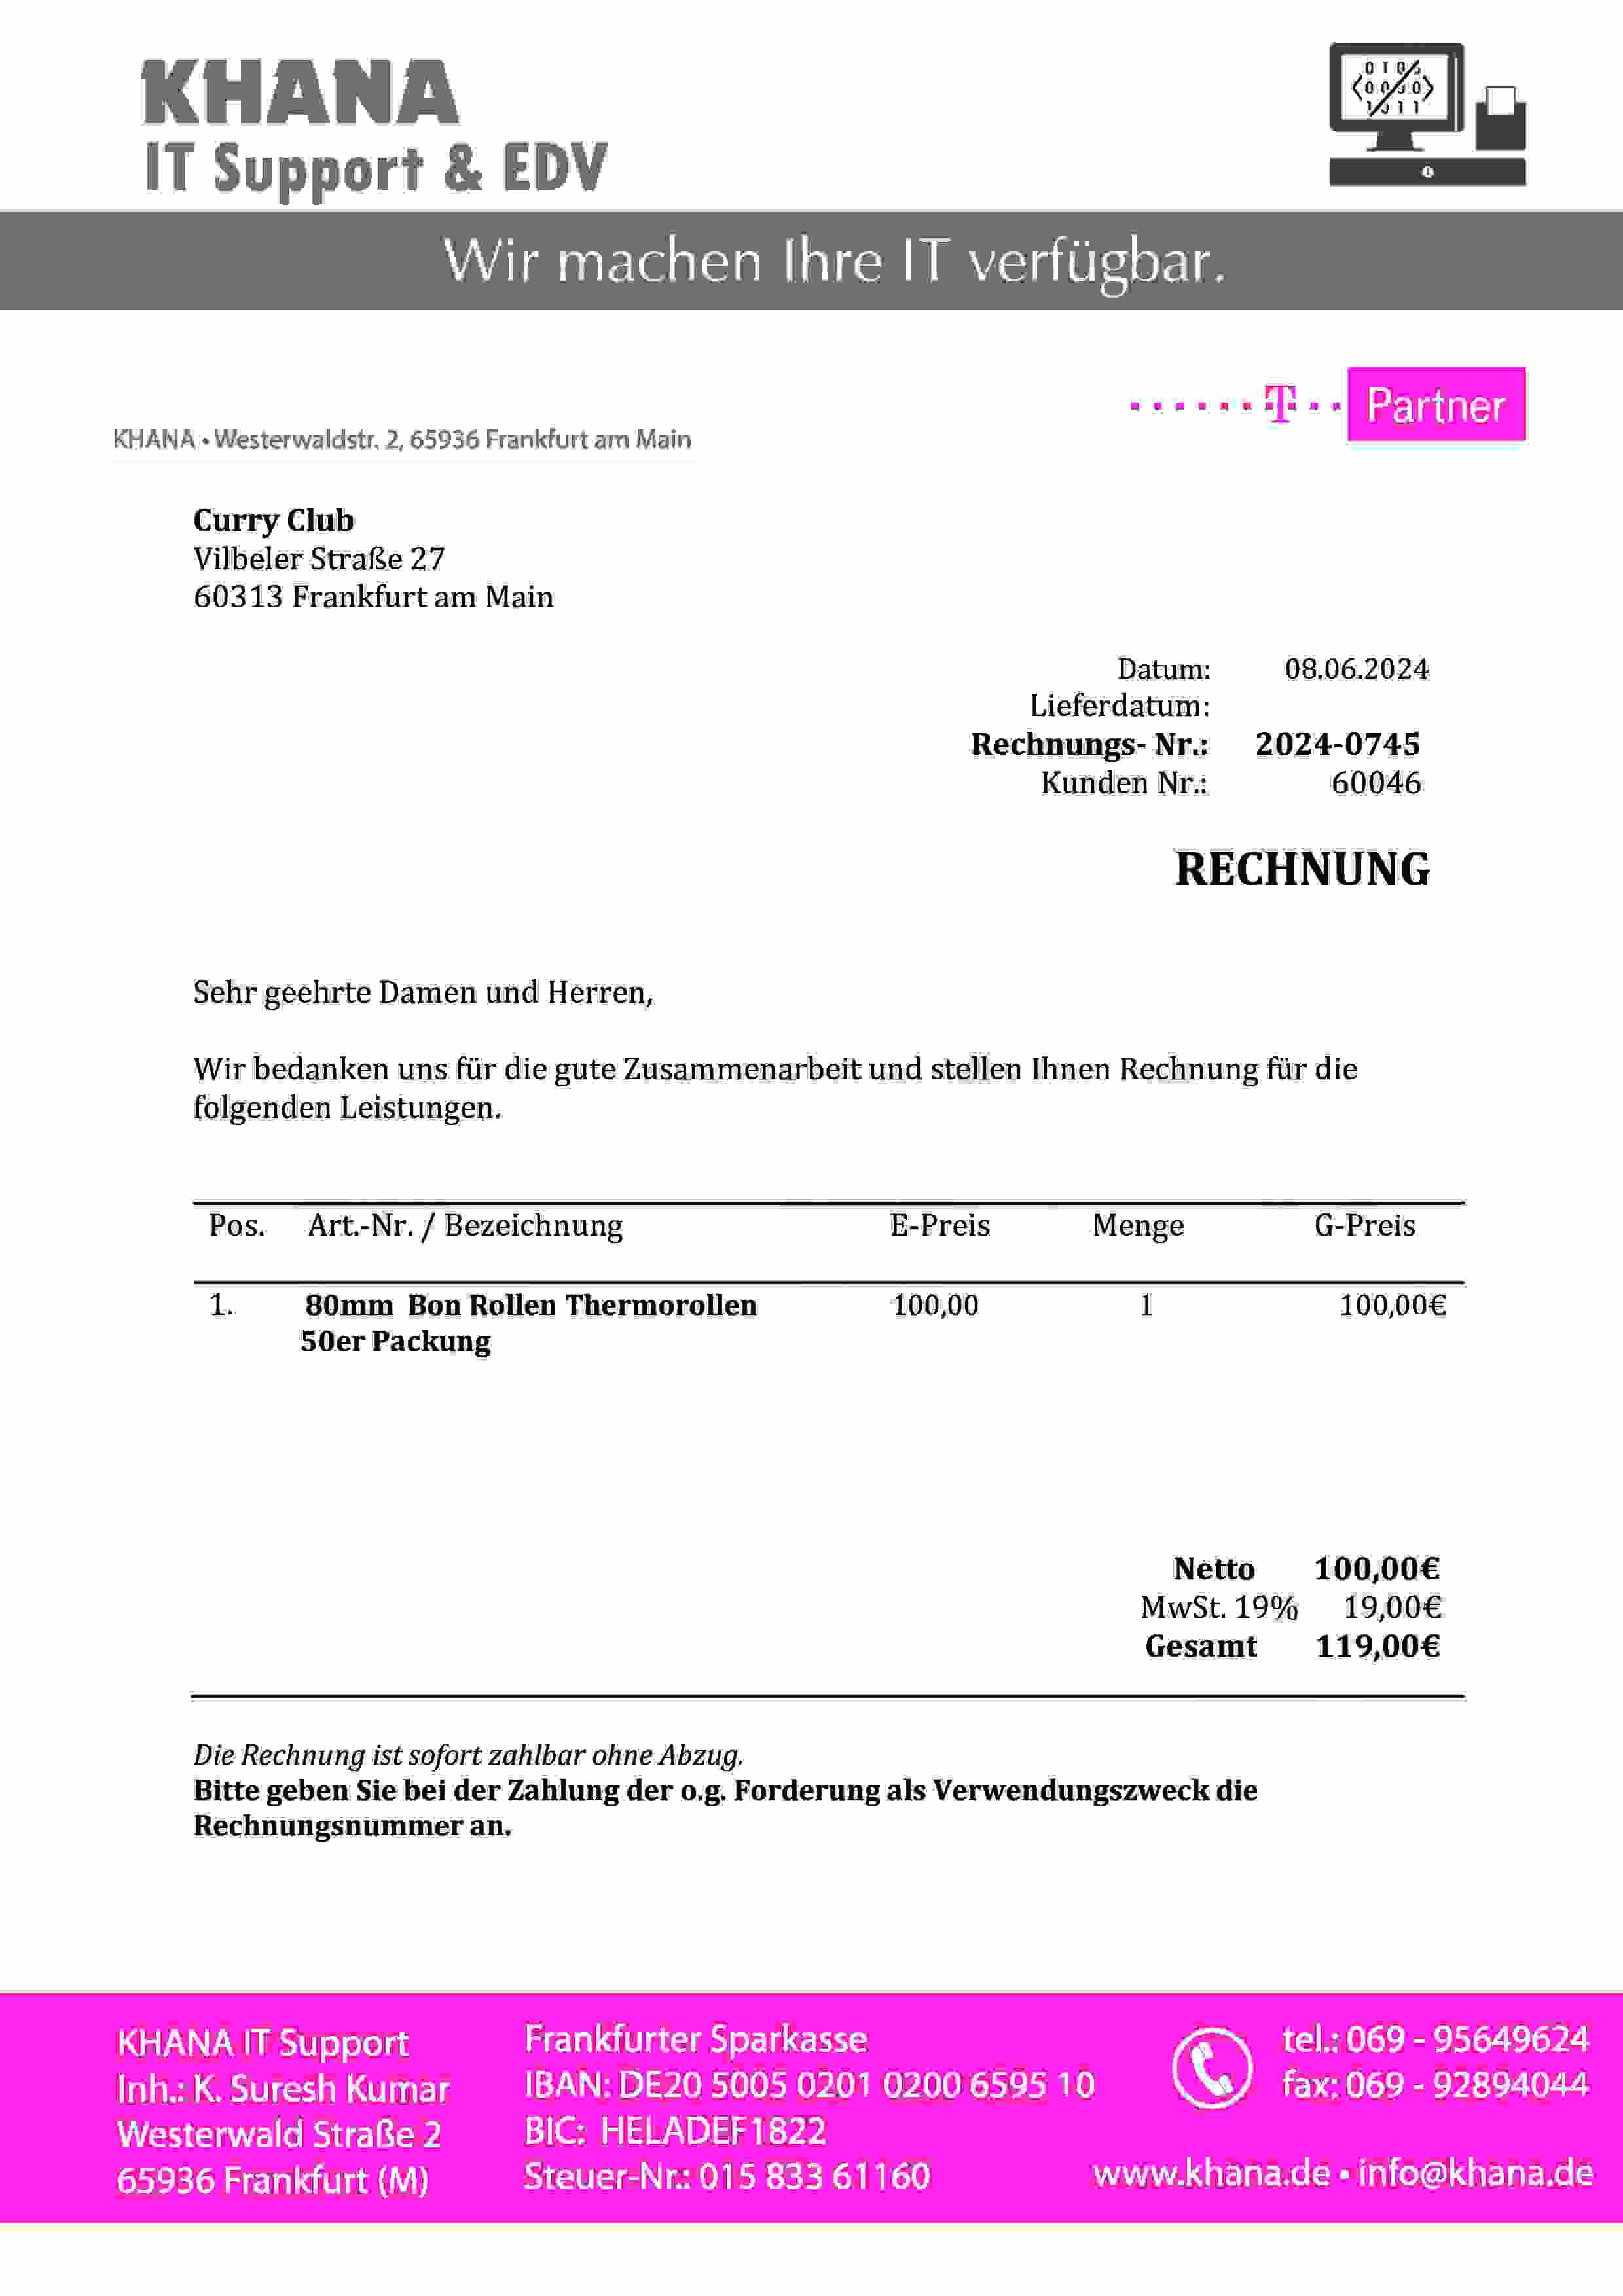 KHANA
IT Support & EDV
Wir machen Ihre IT verfügbar.
T Partner
KHANA • Westerwaldstr. 2, 65936 Frankfurt am Main
Curry Club
Vilbeler Straße 27
60313 Frankfurt am Main
Datum: 08.06.2024
Lieferdatum:
Rechnungs- Nr.: 2024-0745
Kunden Nr.: 60046
RECHNUNG
Sehr geehrte Damen und Herren,
Wir bedanken uns für die gute Zusammenarbeit und stellen Ihnen Rechnung für die
folgenden Leistungen.
Pos. Art.-Nr. / Bezeichnung E-Preis Menge G-Preis
1. 80mm Bon Rollen Thermorollen 100,00 1 100,00€
50er Packung
Netto 100,00€
MwSt. 19% 19,00€
Gesamt 119,00€
Die Rechnung ist sofort zahlbar ohne Abzug.
Bitte geben Sie bei der Zahlung der o.g. Forderung als Verwendungszweck die
Rechnungsnummer an.
KHANA IT Support
Inh.: K. Suresh Kumar
Westerwald Straße 2
65936 Frankfurt (M)
Frankfurter Sparkasse
IBAN: DE20 5005 0201 0200 6595 10
BIC: HELADEF1822
Steuer-Nr.: 015 833 61160
tel.: 069 - 95649624
fax: 069 - 92894044
www.khana.de • info@khana.de